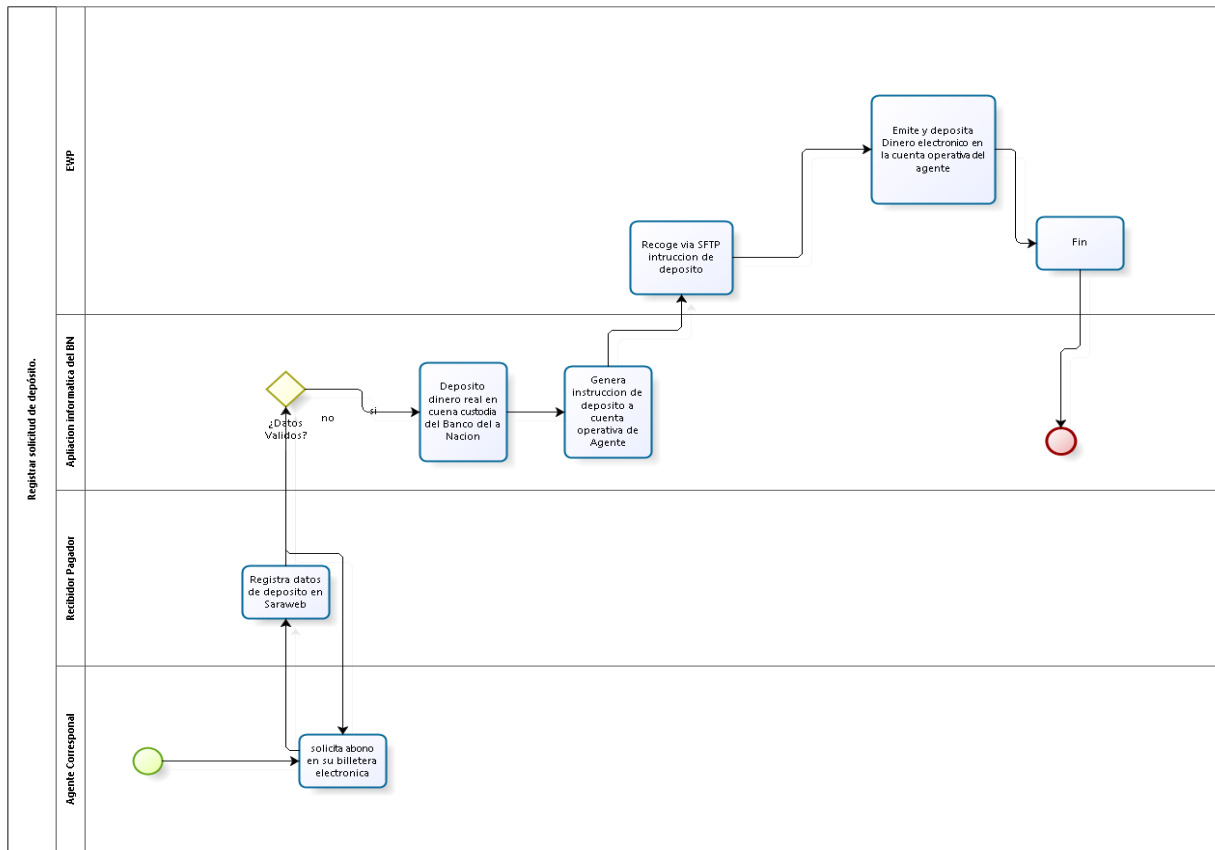 Registrar solicitud de depósito.
EWP
Emite y deposita
Dinero electronico en
la cuenta operativa del
agente
Recoge via SFTP
intruccion de
deposito
Fin
Apliacion informatica del BN
¿Datos
Validos?
no
si
Deposito
dinero real en
cuena custodia
del Banco del a
Nacion
Genera
instruccion de
deposito a
cuenta
operativa de
Agente
Recibidor Pagador
Registra datos
de deposito en
Saraweb
Agente Corresponal
solicita abono
en su billetera
electronica